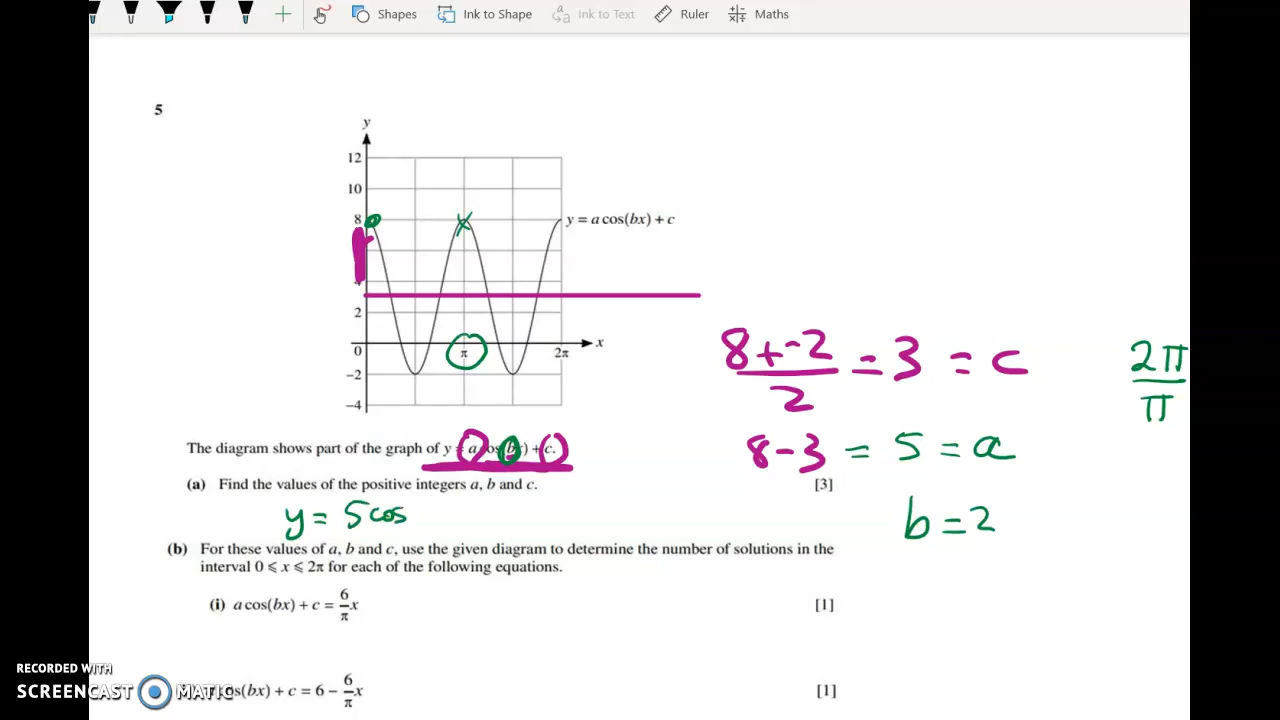 Shapes Ink to Shape Ink to Text Ruler Maths
5
y
12
10
8
y = a cos(bx) + c
2
0 π 2π x
−2
−4
8 + -2 / 2 = 3 = c
2π / π
8 - 3 = 5 = a
The diagram shows part of the graph of y = a cos(bx) + c.
(a) Find the values of the positive integers a, b and c. [3]
y = 5 cos
b = 2
(b) For these values of a, b and c, use the given diagram to determine the number of solutions in the
interval 0 ⩽ x ⩽ 2π for each of the following equations.
(i) a cos(bx) + c = 6/π x [1]
RECORDED WITH
SCREENCAST MATIC
os(bx) + c = 6 − 6/π x [1]